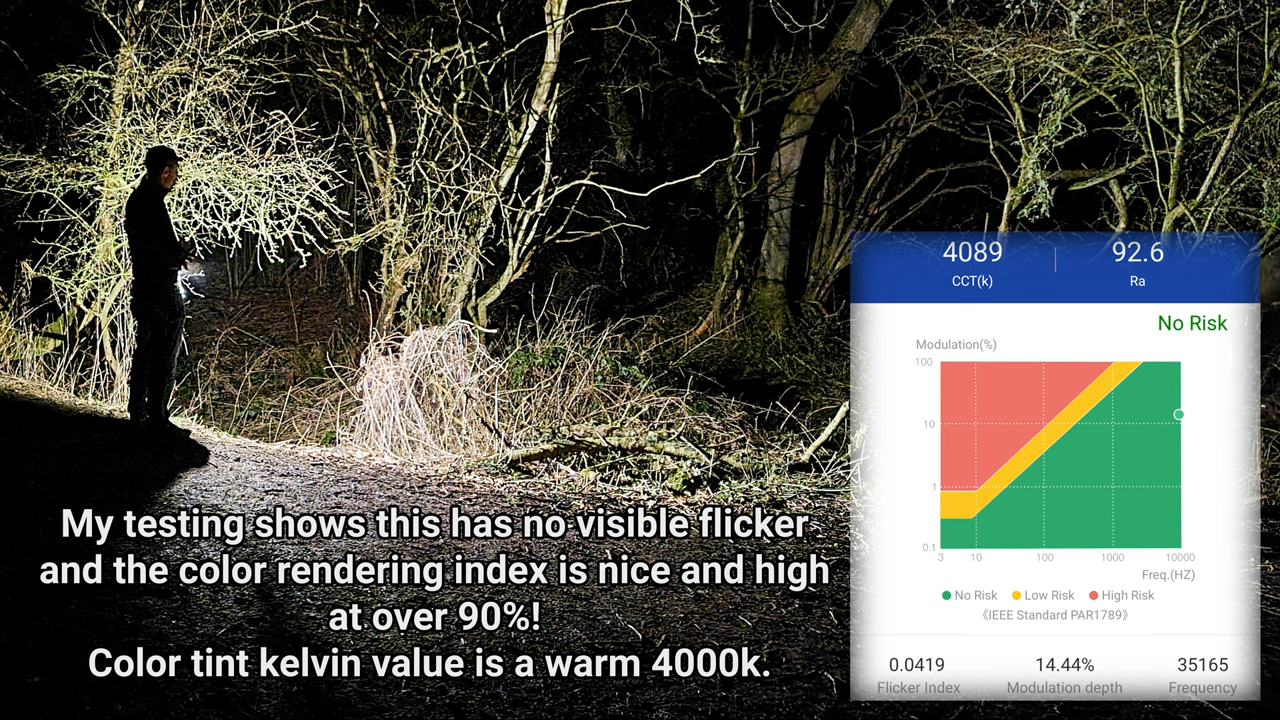 My testing shows this has no visible flicker
and the color rendering index is nice and high
at over 90%!
Color tint kelvin value is a warm 4000k.
4089
CCT(k)
92.6
Ra
No Risk
Modulation(%)
100
10
1
0.1
3 10 100 1000 10000
Freq.(HZ)
No Risk Low Risk High Risk
《IEEE Standard PAR1789》
0.0419 14.44% 35165
Flicker Index Modulation depth Frequency